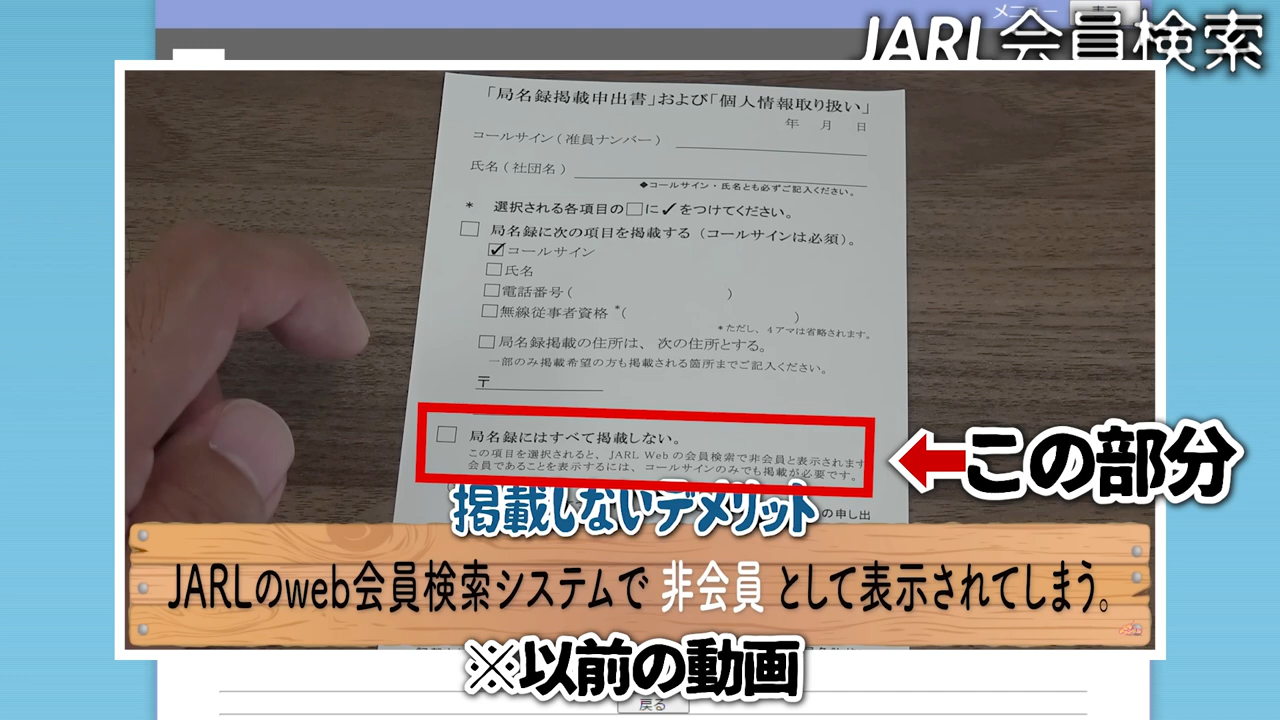 メニュー
表示
JARL会員検索
「局名録掲載申出書」および「個人情報取り扱い」
年 月 日
コールサイン(准員ナンバー)
氏名(社団名)
◆コールサイン・氏名とも必ずご記入ください。
* 選択される各項目の□に✓をつけてください。
□ 局名録に次の項目を掲載する(コールサインは必須)。
☑コールサイン
□氏名
□電話番号( )
□無線従事者資格*( )
*ただし、4アマは省略されます。
□局名録掲載の住所は、次の住所とする。
一部のみ掲載希望の方も掲載される箇所までご記入ください。
〒
□ 局名録にはすべて掲載しない。
この項目を選択されると、JARL Webの会員検索で非会員と表示されます
会員であることを表示するには、コールサインのみでも掲載が必要です。
←この部分
の申し出
掲載しないデメリット
JARLのweb会員検索システムで 非会員 として表示されてしまう。
※以前の動画
戻る